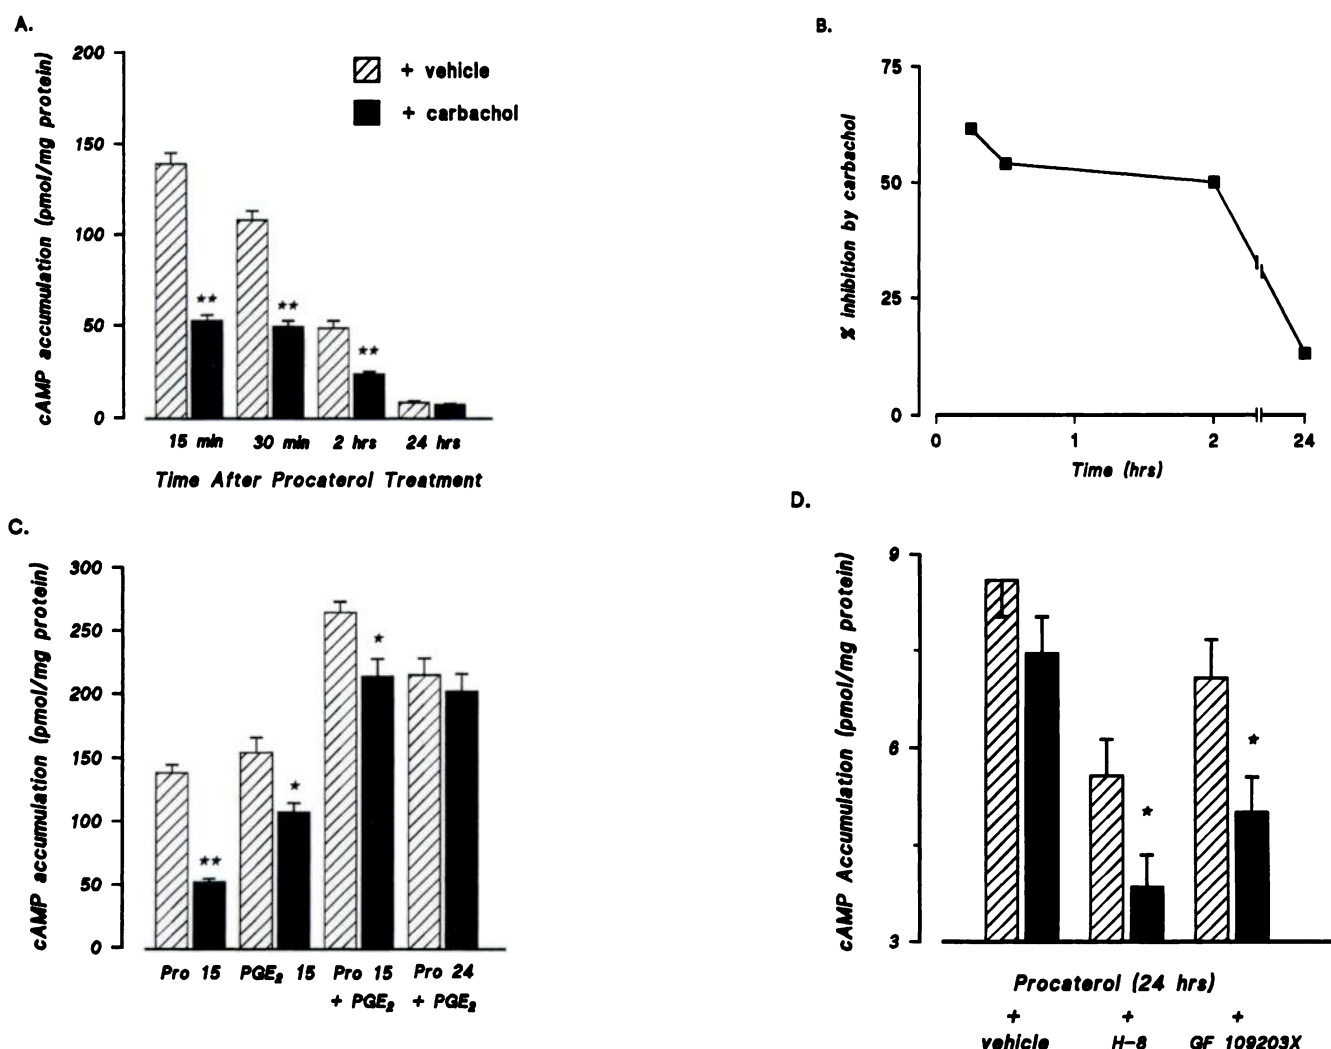 A.
cAMP accumulation (pmol/mg protein)
200
150
100
50
0
+ vehicle
+ carbachol
**
**
**
15 min 30 min 2 hrs 24 hrs
Time After Procaterol Treatment
B.
% inhibition by carbachol
75
50
25
0
0 1 2 24
Time (hrs)
C.
cAMP accumulation (pmol/mg protein)
300
250
200
150
100
50
0
**
*
*
Pro 15 PGE₂ 15 Pro 15 Pro 24
+ PGE₂ + PGE₂
D.
cAMP Accumulation (pmol/mg protein)
9
6
3
*
*
Procaterol (24 hrs)
+ + +
vehicle H-8 GF 109203X